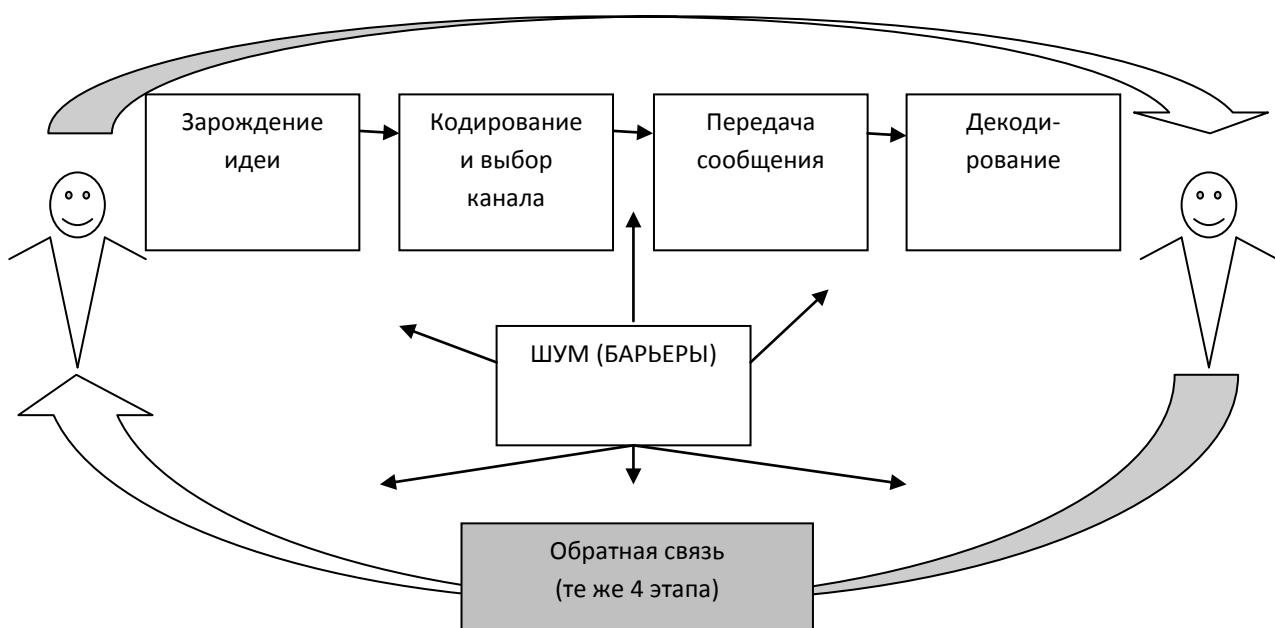 Зарождение
идеи
Кодирование
и выбор
канала
Передача
сообщения
Декоди-
рование
ШУМ (БАРЬЕРЫ)
Обратная связь
(те же 4 этапа)